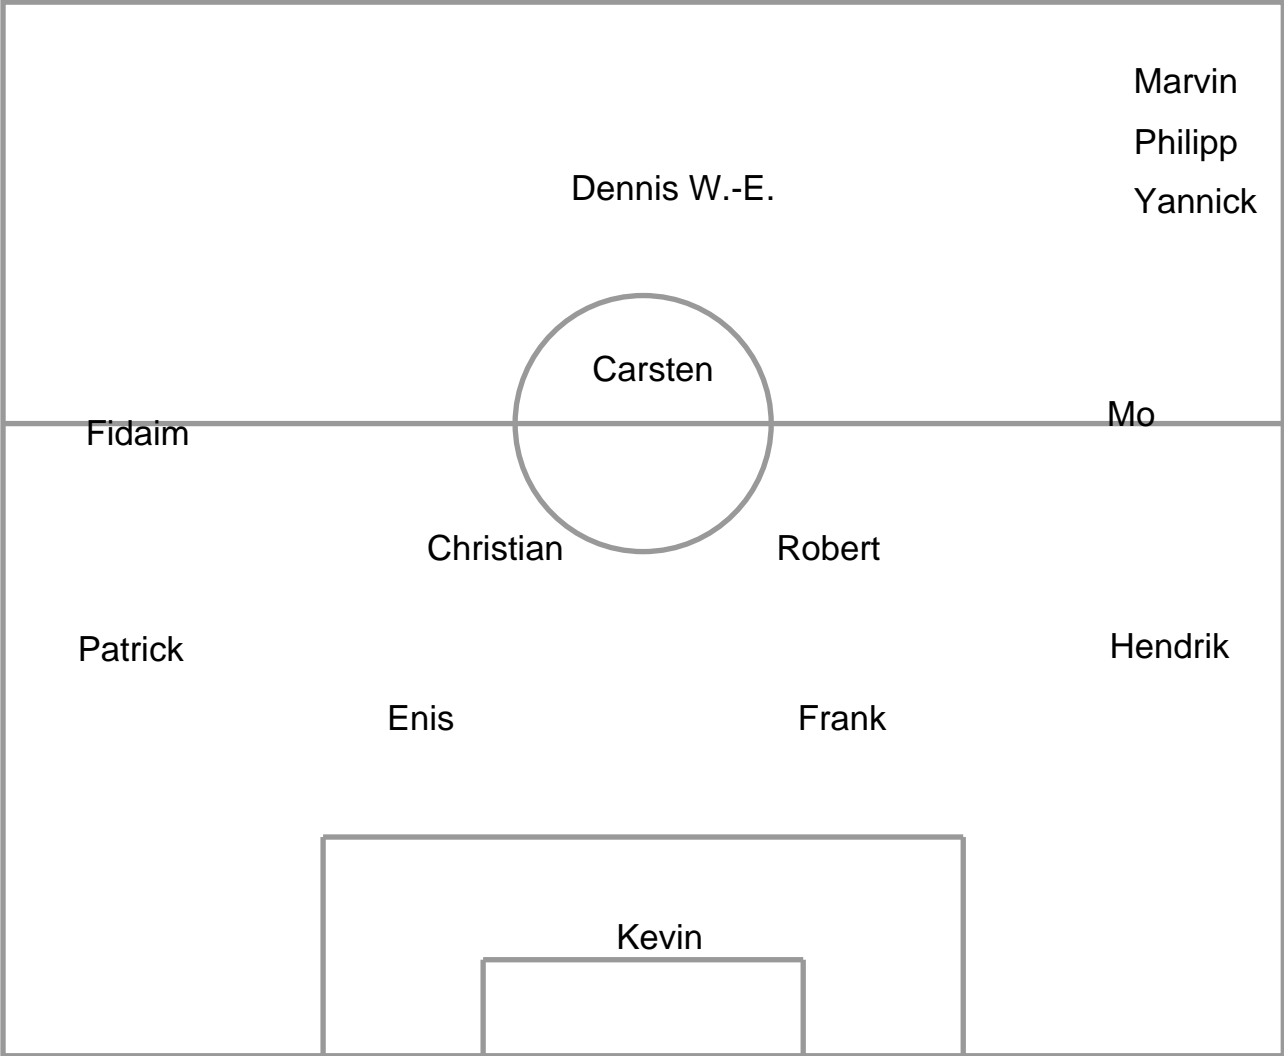 Marvin
Philipp
Dennis W.-E.
Yannick
Carsten
Mo
Fidaim
Christian
Robert
Patrick
Hendrik
Enis
Frank
Kevin